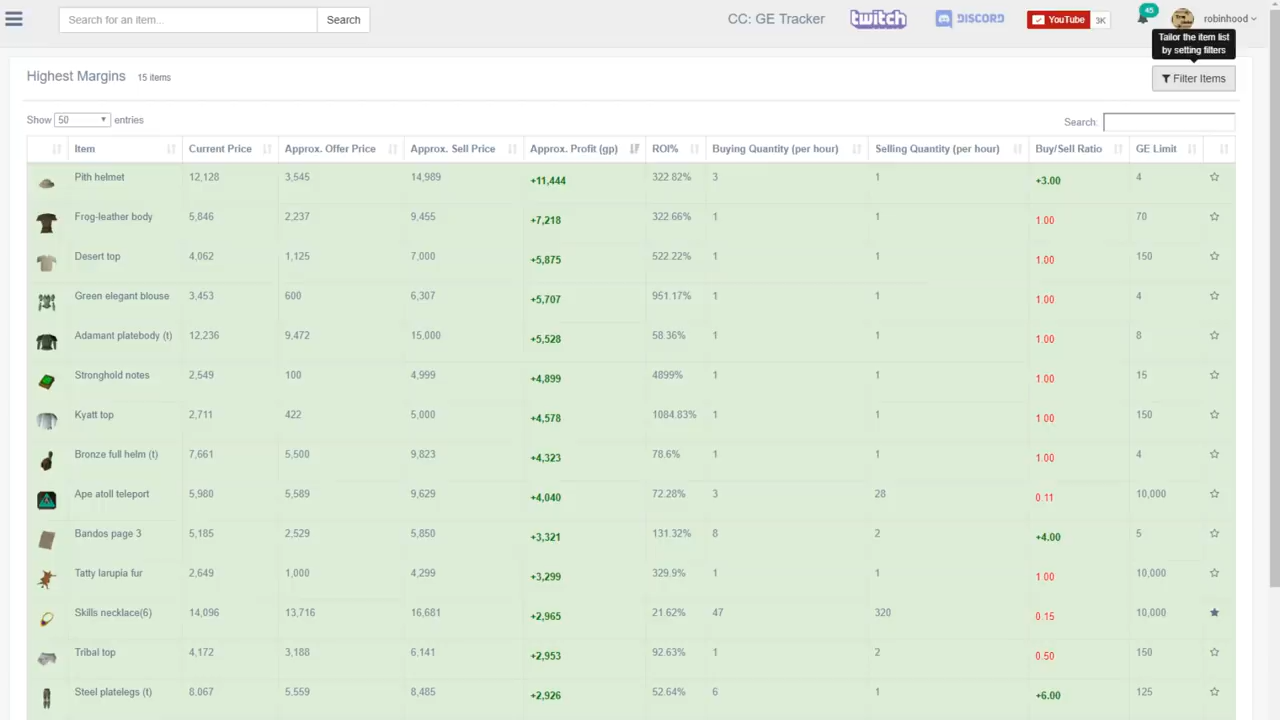 Search for an item...
Search
CC: GE Tracker
twitch
DISCORD
YouTube 3K
45
robinhood
Tailor the item list
by setting filters
Highest Margins 15 items
Filter Items
Show 50 entries
Search:
Item Current Price Approx. Offer Price Approx. Sell Price Approx. Profit (gp) ROI% Buying Quantity (per hour) Selling Quantity (per hour) Buy/Sell Ratio GE Limit
Pith helmet 12,128 3,545 14,989 +11,444 322.82% 3 1 +3.00 4
Frog-leather body 5,846 2,237 9,455 +7,218 322.66% 1 1 1.00 70
Desert top 4,062 1,125 7,000 +5,875 522.22% 1 1 1.00 150
Green elegant blouse 3,453 600 6,307 +5,707 951.17% 1 1 1.00 4
Adamant platebody (t) 12,236 9,472 15,000 +5,528 58.36% 1 1 1.00 8
Stronghold notes 2,549 100 4,999 +4,899 4899% 1 1 1.00 15
Kyatt top 2,711 422 5,000 +4,578 1084.83% 1 1 1.00 150
Bronze full helm (t) 7,661 5,500 9,823 +4,323 78.6% 1 1 1.00 4
Ape atoll teleport 5,980 5,589 9,629 +4,040 72.28% 3 28 0.11 10,000
Bandos page 3 5,185 2,529 5,850 +3,321 131.32% 8 2 +4.00 5
Tatty larupia fur 2,649 1,000 4,299 +3,299 329.9% 1 1 1.00 10,000
Skills necklace(6) 14,096 13,716 16,681 +2,965 21.62% 47 320 0.15 10,000
Tribal top 4,172 3,188 6,141 +2,953 92.63% 1 2 0.50 150
Steel platelegs (t) 8,067 5,559 8,485 +2,926 52.64% 6 1 +6.00 125